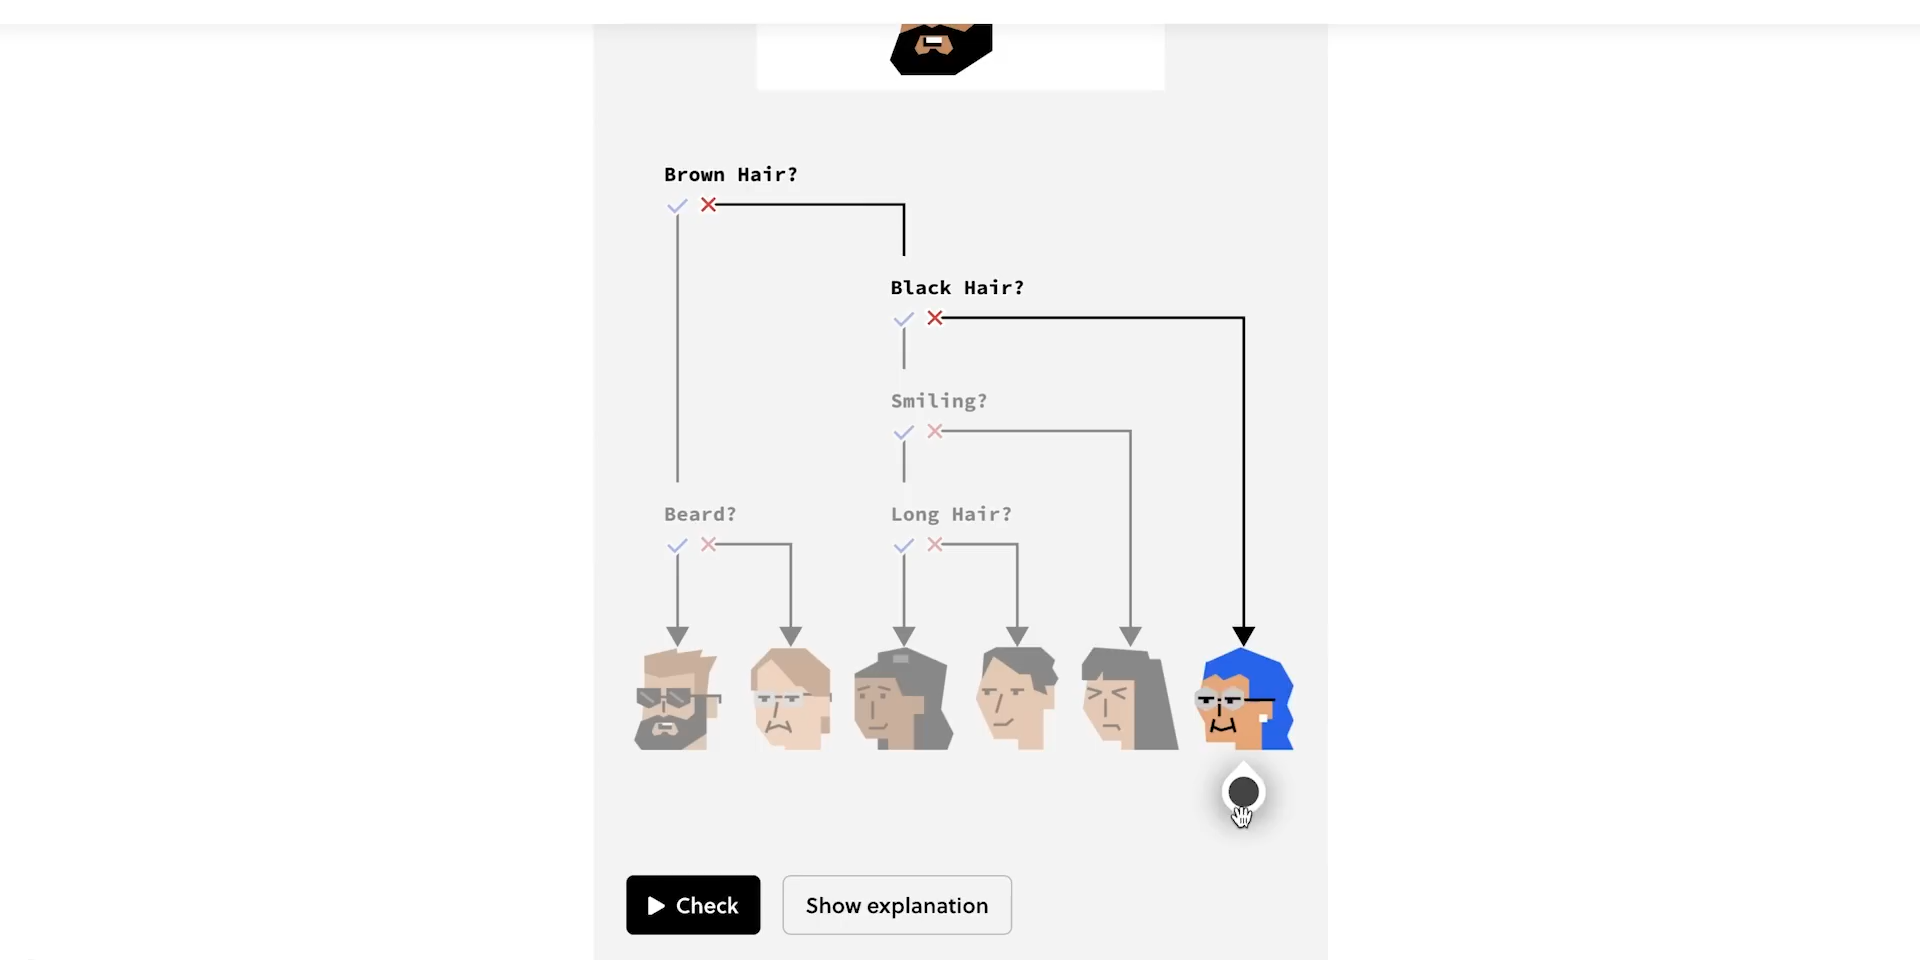 Brown Hair?
Black Hair?
Smiling?
Beard?
Long Hair?
Check
Show explanation